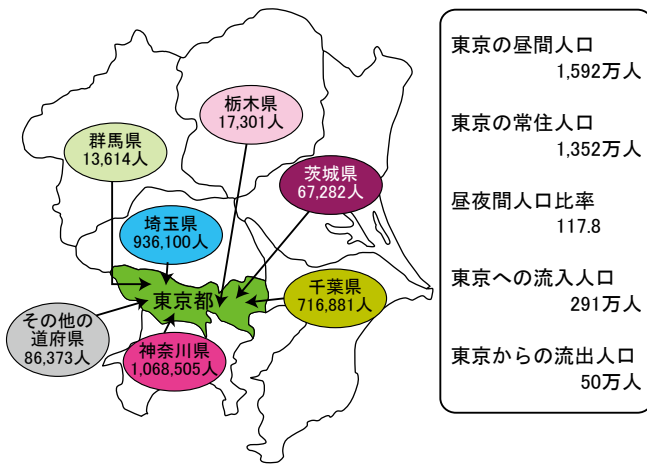 栃木県
17,301人
群馬県
13,614人
茨城県
67,282人
埼玉県
936,100人
東京都
千葉県
716,881人
その他の
道府県
86,373人
神奈川県
1,068,505人
東京の昼間人口
1,592万人
東京の常住人口
1,352万人
昼夜間人口比率
117.8
東京への流入人口
291万人
東京からの流出人口
50万人